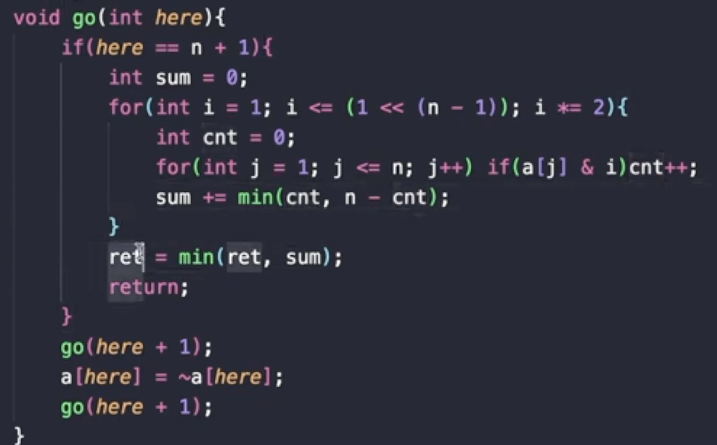 void go(int here){
if(here == n + 1){
int sum = 0;
for(int i = 1; i <= (1 << (n - 1)); i *= 2){
int cnt = 0;
for(int j = 1; j <= n; j++) if(a[j] & i)cnt++;
sum += min(cnt, n - cnt);
}
ret = min(ret, sum);
return;
}
go(here + 1);
a[here] = ~a[here];
go(here + 1);
}